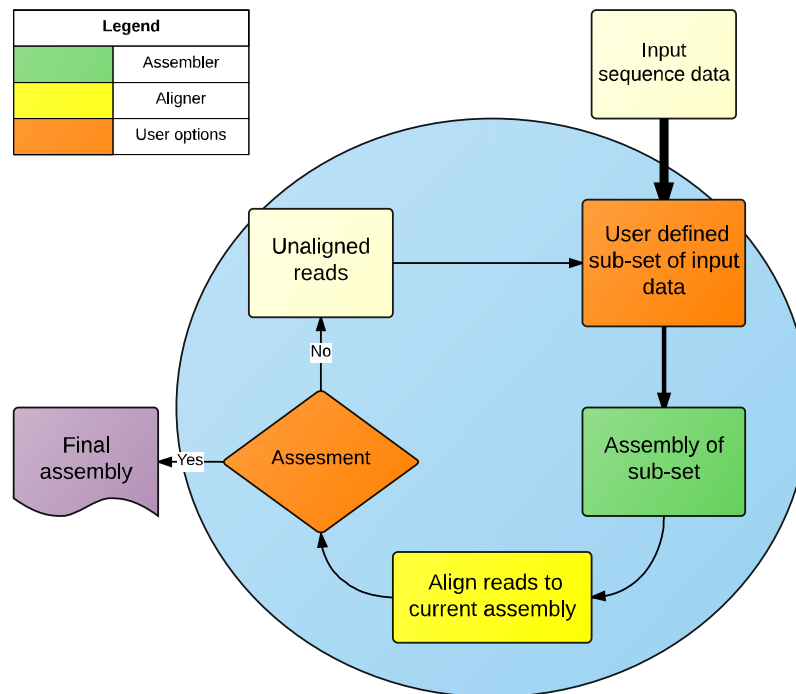 Legend
Assembler
Aligner
User options
Input
sequence data
User defined
sub-set of input
data
Unaligned
reads
No
Assesment
Yes
Final
assembly
Assembly of
sub-set
Align reads to
current assembly